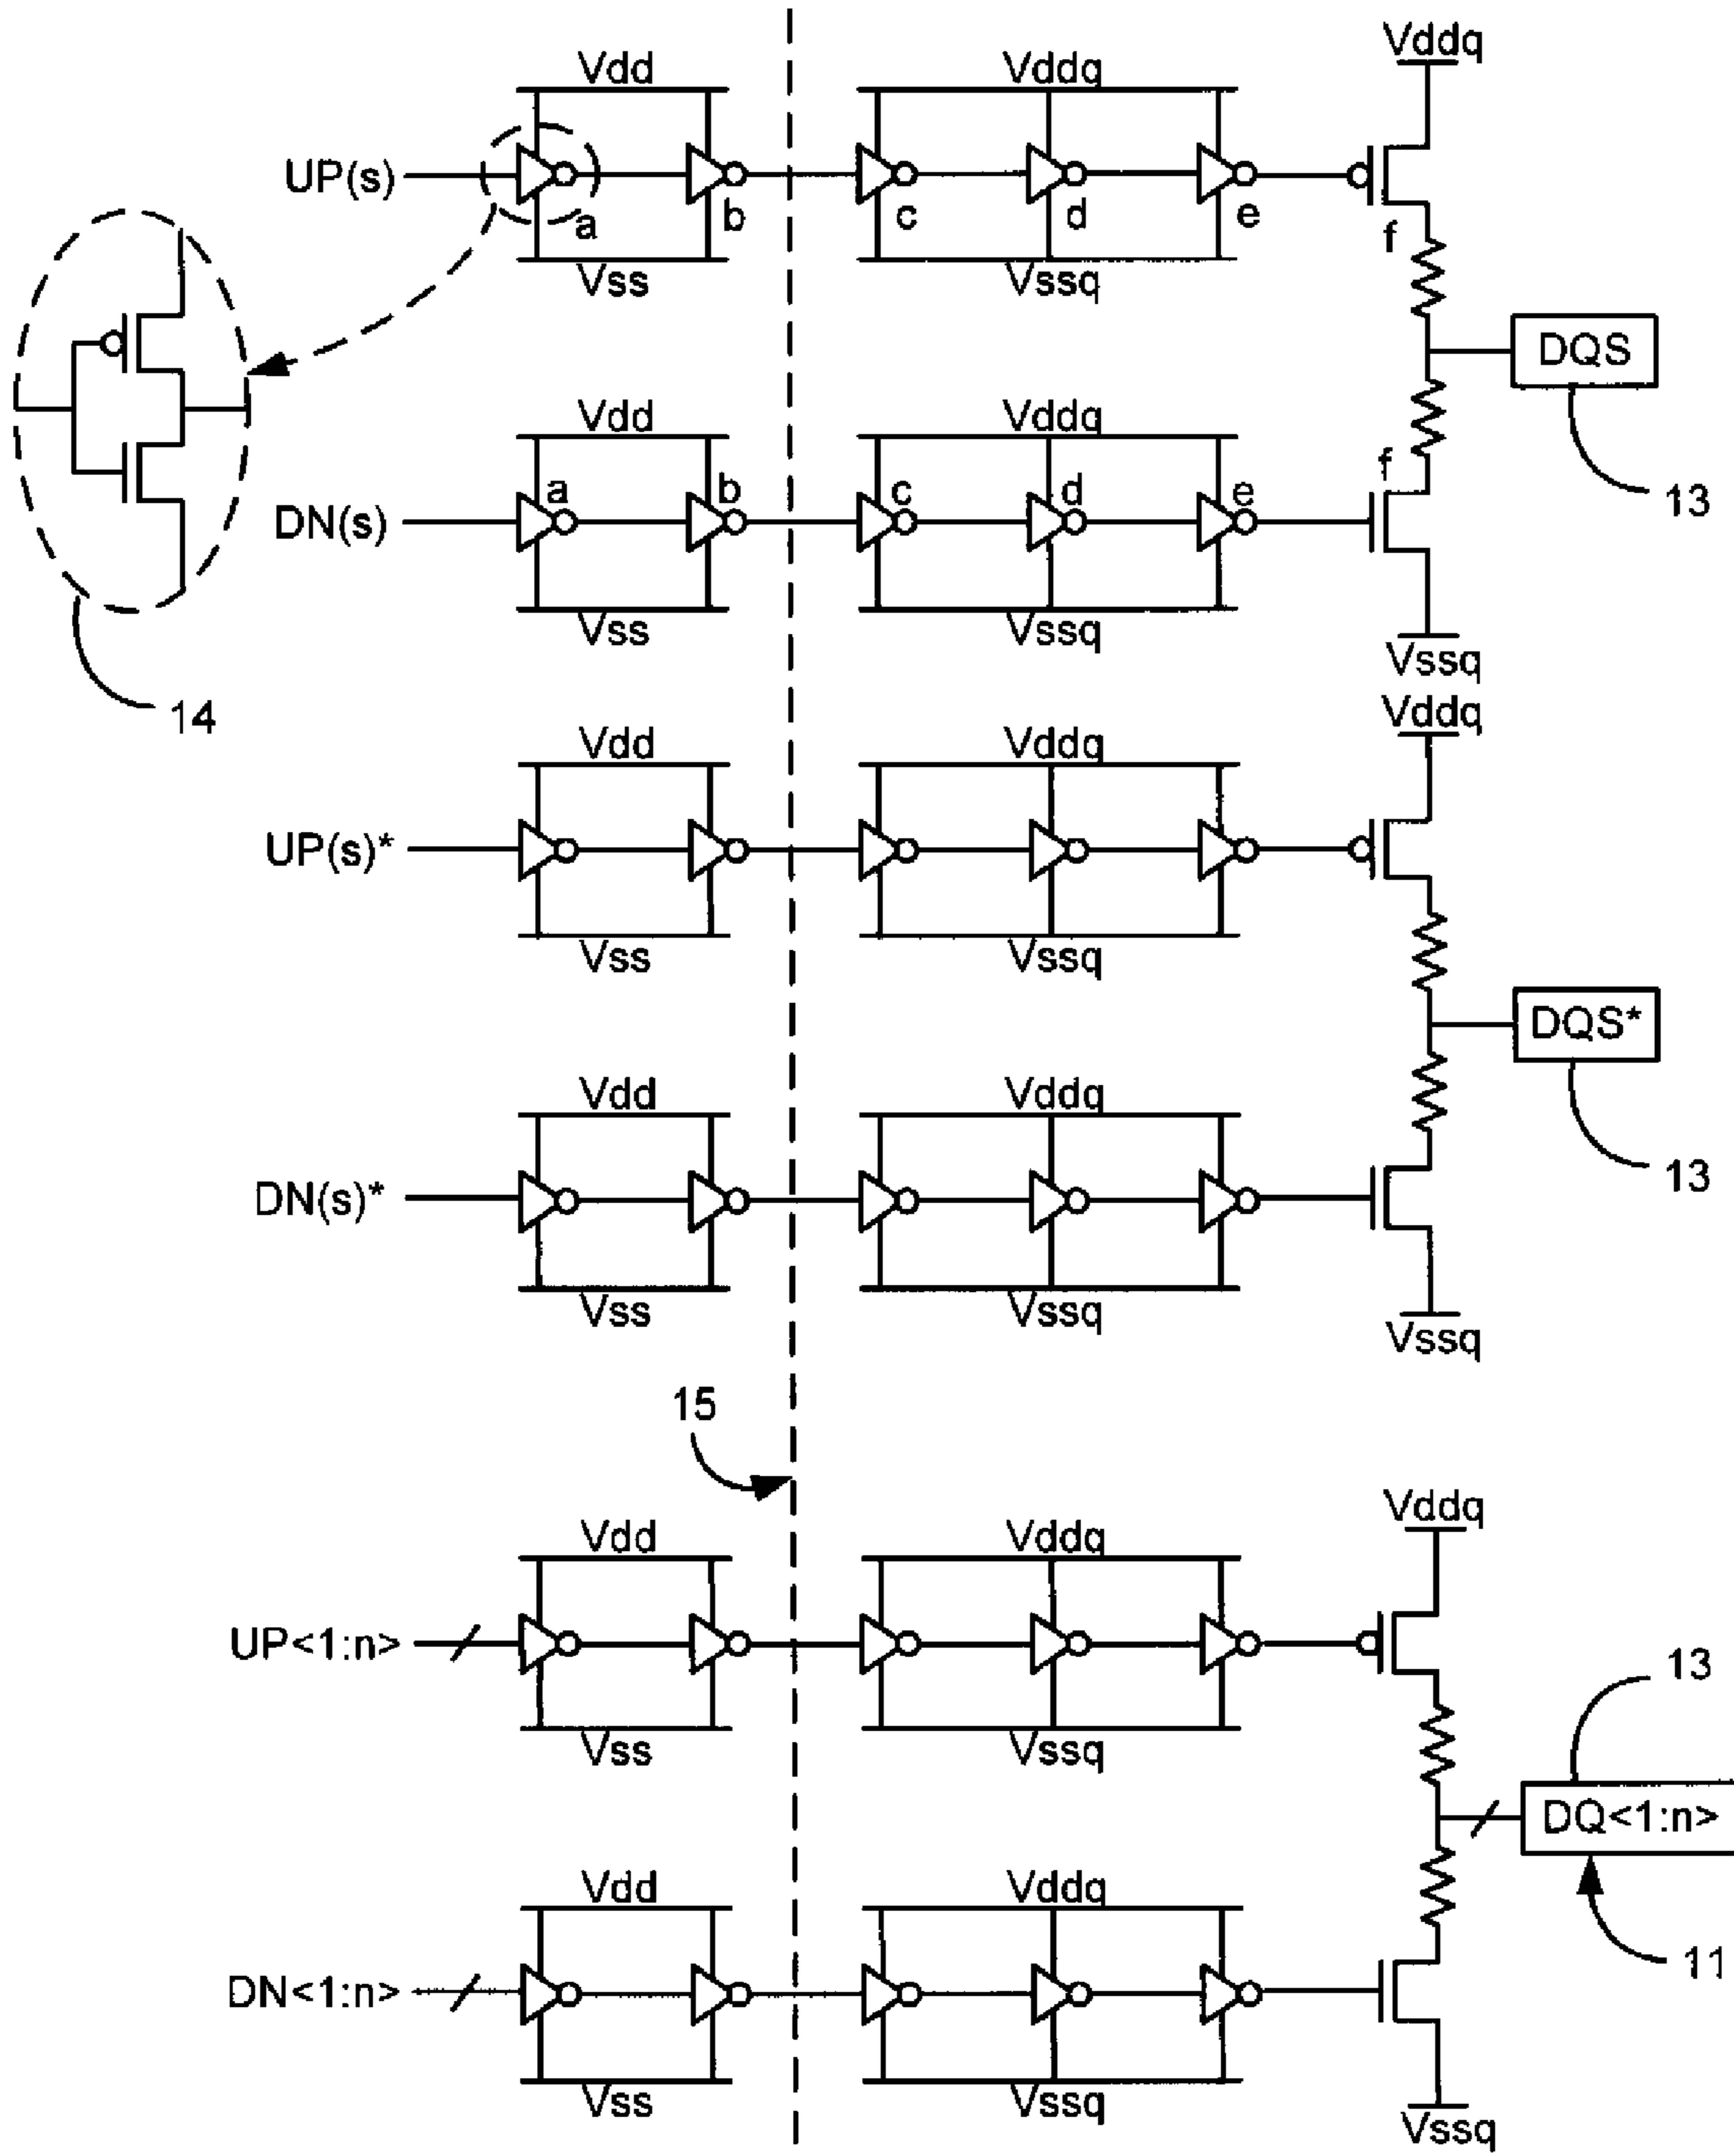 Vddq
Vdd Vddq
UP(s)
a b c d e f
Vss Vssq
DQS
Vdd Vddq
f
a b c d e
13
DN(s)
Vss Vssq
Vssq
14
Vddq
Vdd Vddq
UP(s)*
Vss Vssq
DQS*
Vdd Vddq
13
DN(s)*
Vss Vssq
Vssq
15
Vddq
Vdd Vddq
UP<1:n>
13
Vss Vssq
DQ<1:n>
Vdd Vddq
11
DN<1:n>
Vss Vssq
Vssq